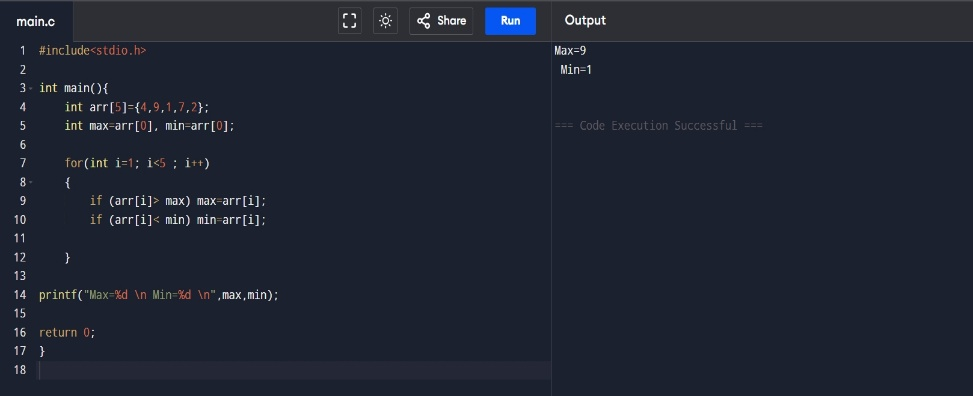 main.c
Share
Run
Output
1 #include<stdio.h>
2
3 int main(){
4     int arr[5]={4,9,1,7,2};
5     int max=arr[0], min=arr[0];
6
7     for(int i=1; i<5 ; i++)
8     {
9         if (arr[i]> max) max=arr[i];
10         if (arr[i]< min) min=arr[i];
11
12     }
13
14 printf("Max=%d \n Min=%d \n",max,min);
15
16 return 0;
17 }
18
Max=9
 Min=1
=== Code Execution Successful ===